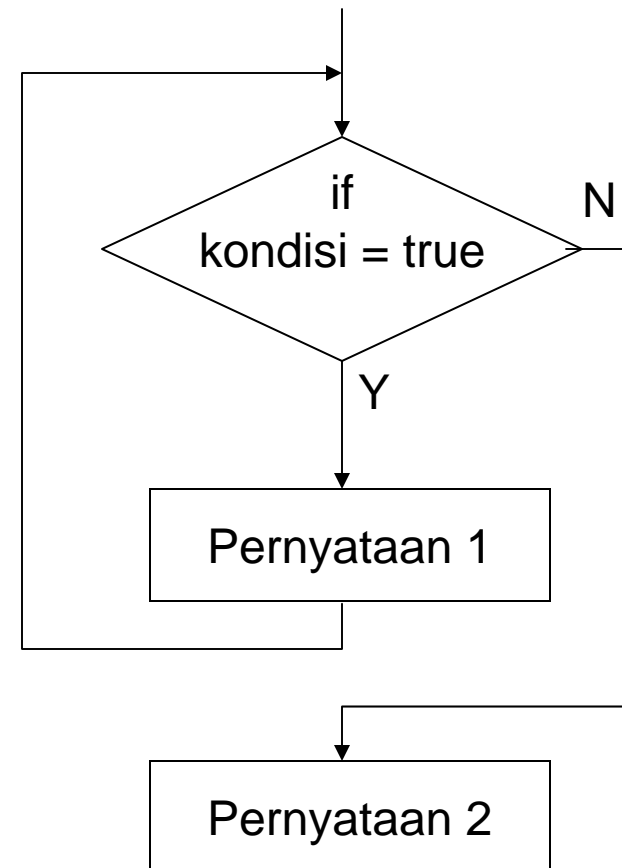 if
kondisi = true
N
Y
Pernyataan 1
Pernyataan 2